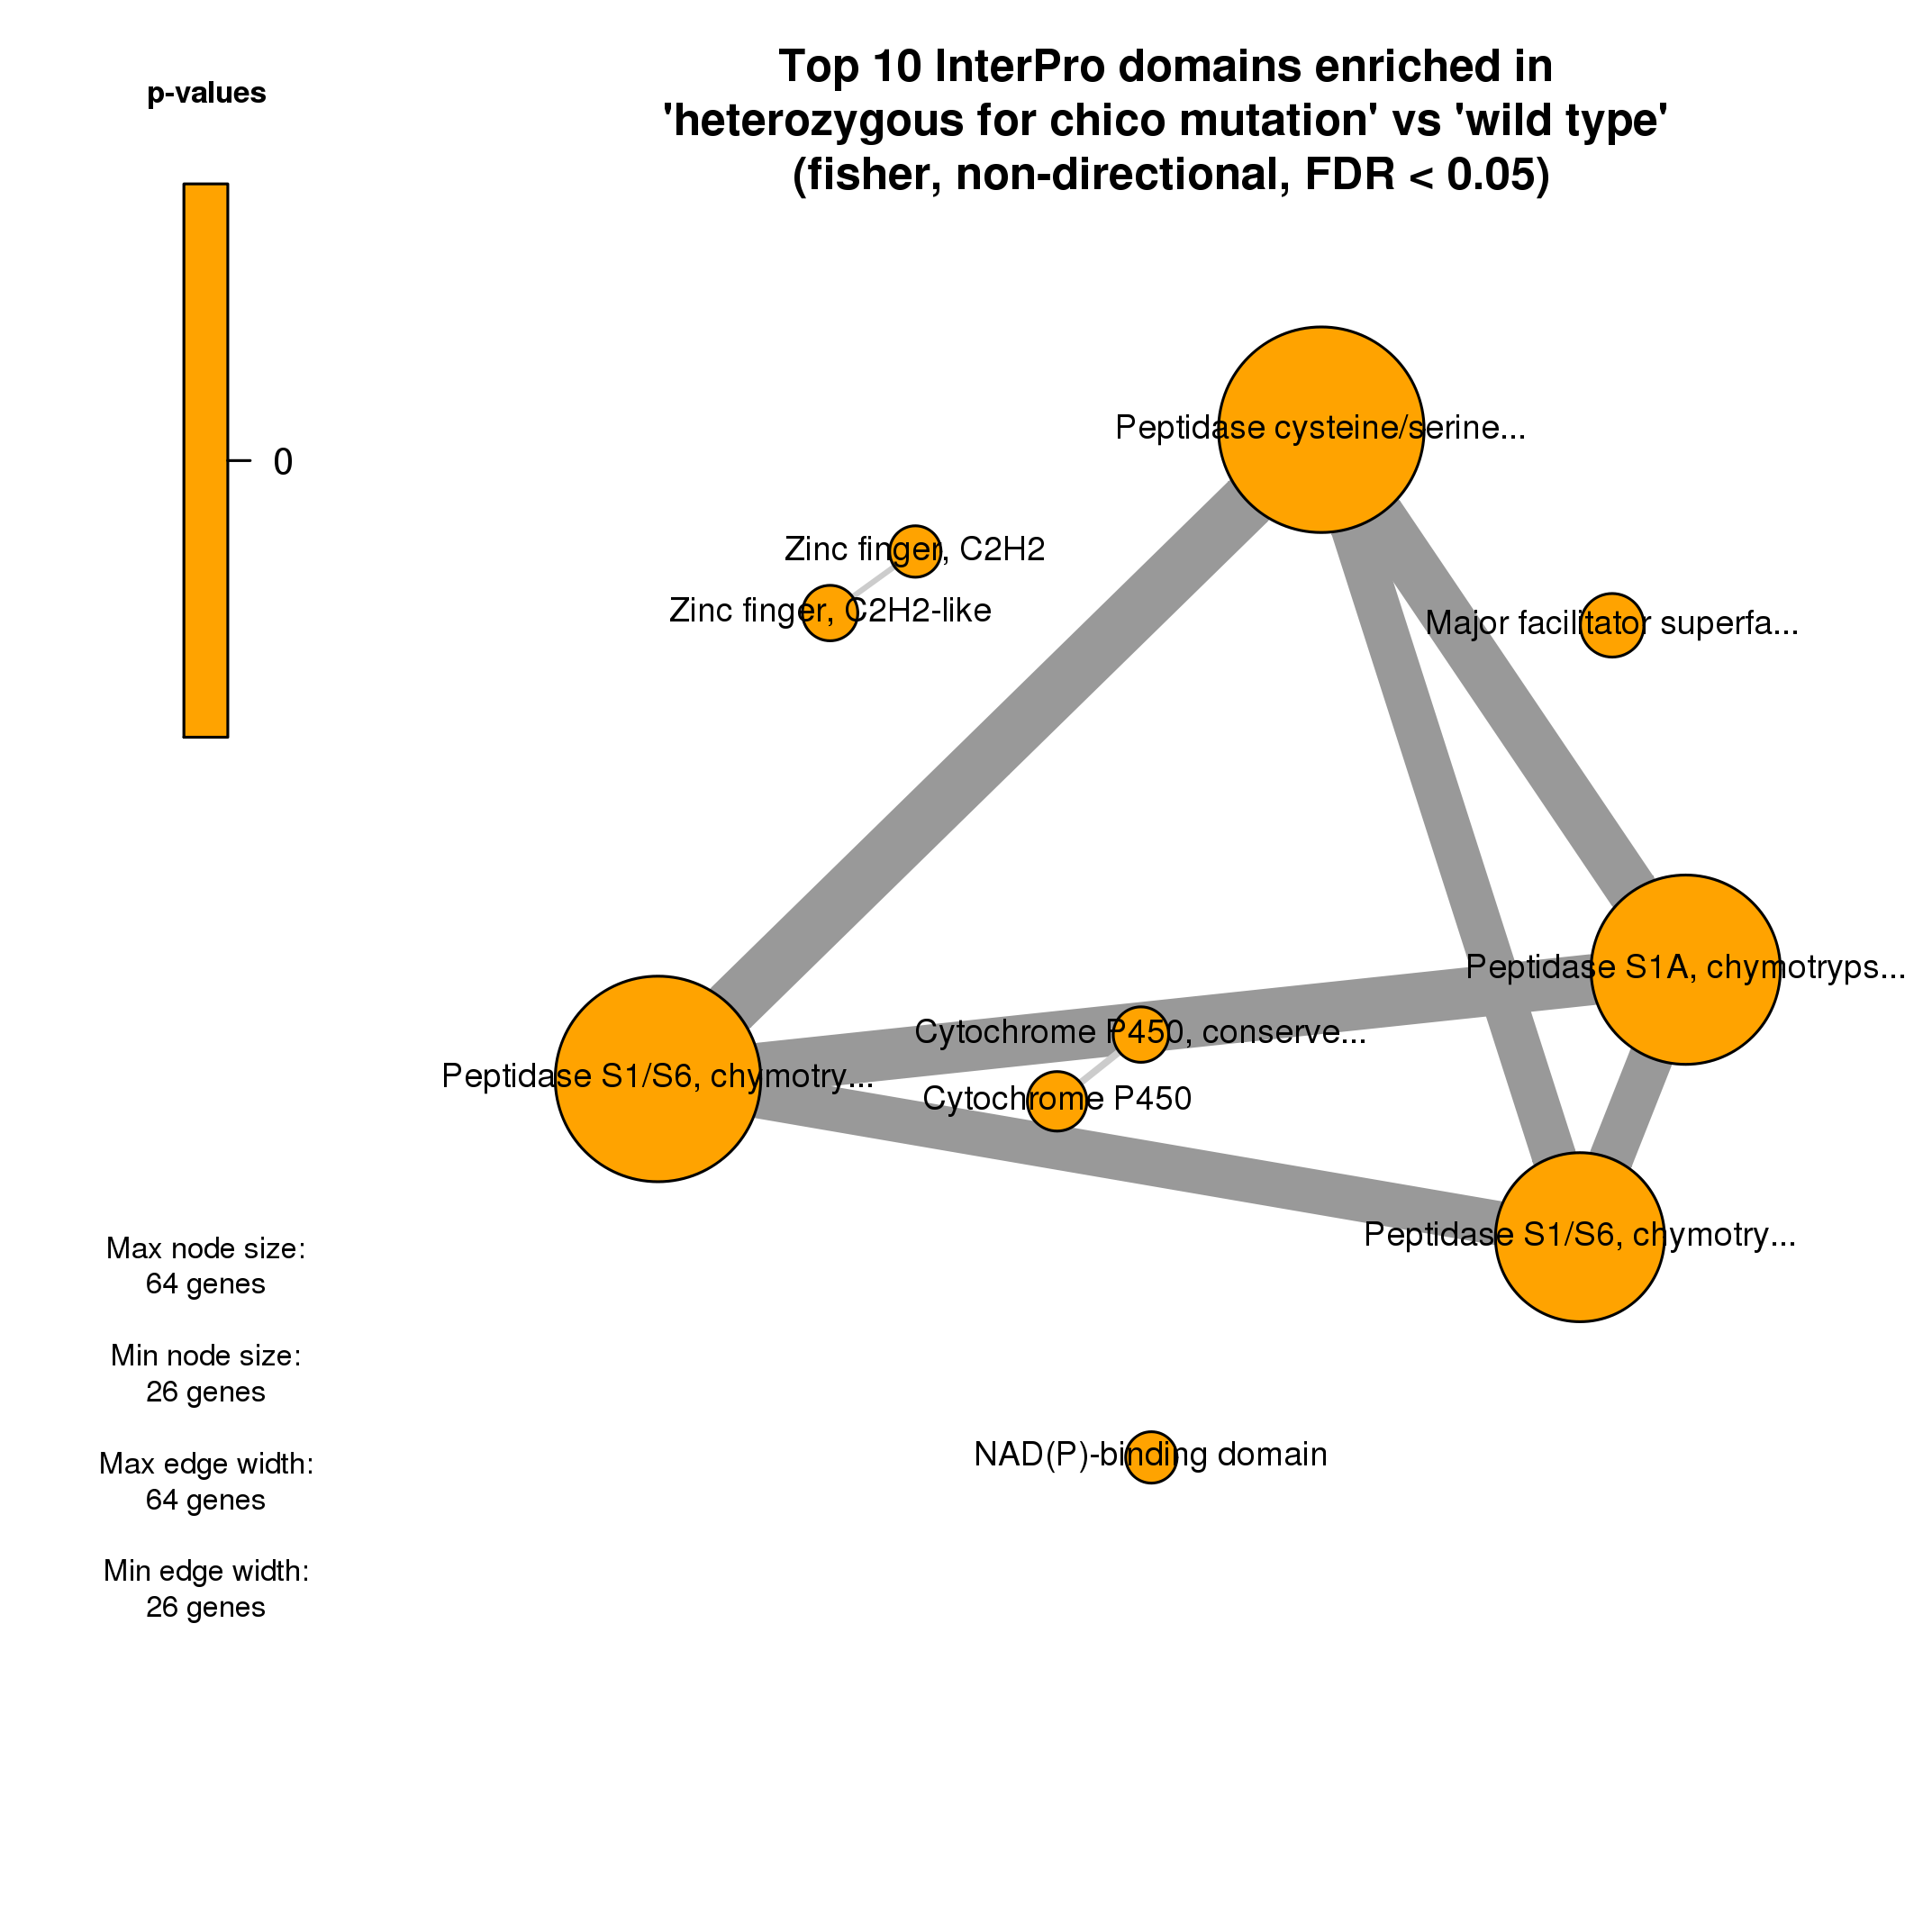 Top 10 InterPro domains enriched in
'heterozygous for chico mutation' vs 'wild type'
(fisher, non-directional, FDR < 0.05)
p-values
0
Peptidase cysteine/serine...
Zinc finger, C2H2
Zinc finger, C2H2-like
Major facilitator superfa...
Peptidase S1A, chymotryps...
Cytochrome P450, conserve...
Peptidase S1/S6, chymotry...
Cytochrome P450
Peptidase S1/S6, chymotry...
NAD(P)-binding domain
Max node size:
64 genes
Min node size:
26 genes
Max edge width:
64 genes
Min edge width:
26 genes